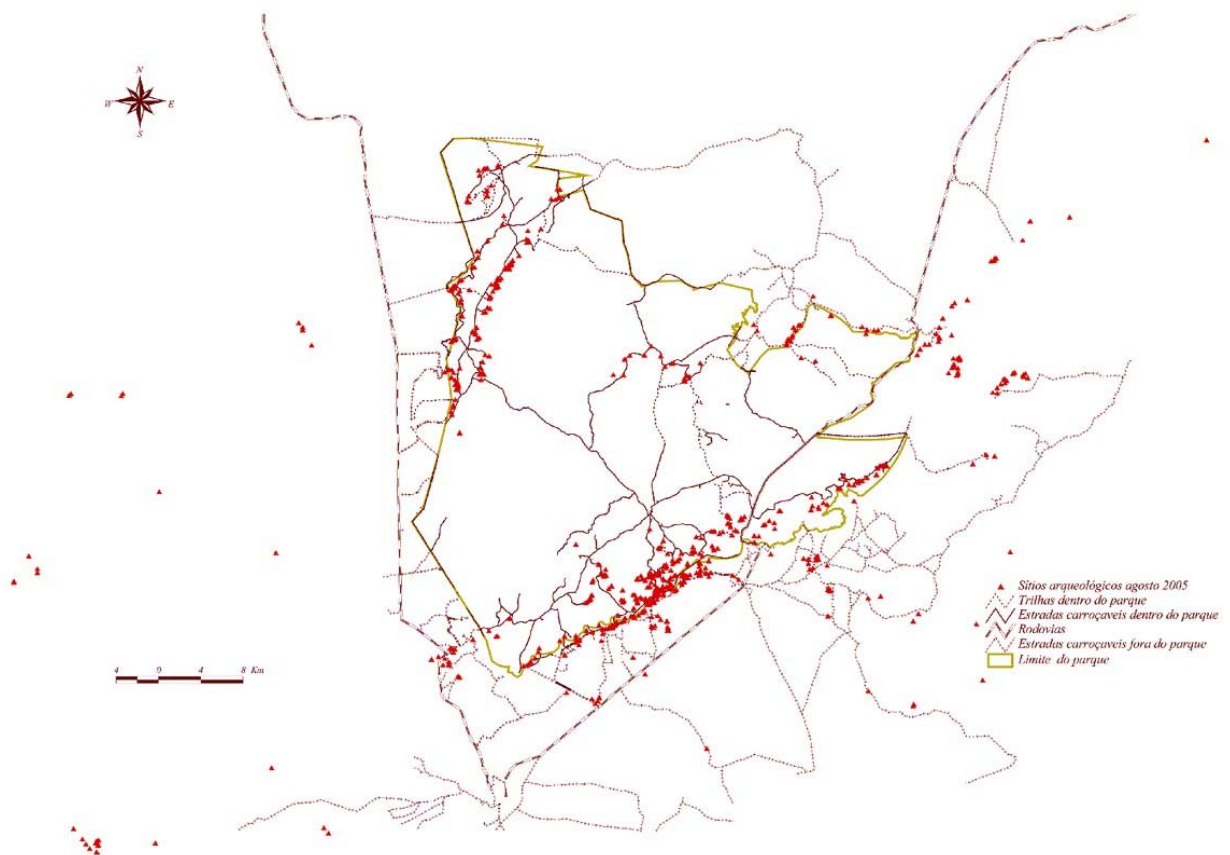 N
W E
S
4 0 4 8 Km
Sítios arqueológicos agosto 2005
Trilhas dentro do parque
Estradas carroçaveis dentro do parque
Rodovias
Estradas carroçaveis fora do parque
Limite do parque